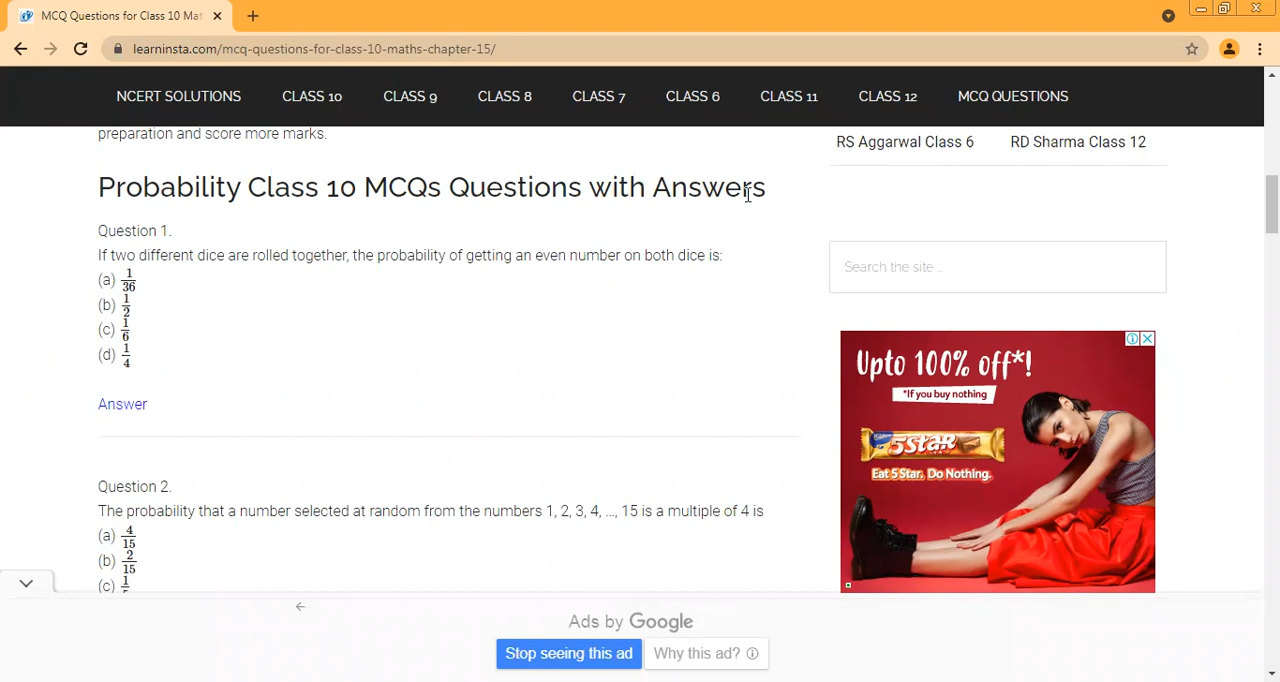 MCQ Questions for Class 10 Mat
learninsta.com/mcq-questions-for-class-10-maths-chapter-15/
NCERT SOLUTIONS CLASS 10 CLASS 9 CLASS 8 CLASS 7 CLASS 6 CLASS 11 CLASS 12 MCQ QUESTIONS
preparation and score more marks.
RS Aggarwal Class 6 RD Sharma Class 12
Probability Class 10 MCQs Questions with Answers
Question 1.
If two different dice are rolled together, the probability of getting an even number on both dice is:
(a) 1/36
(b) 1/2
(c) 1/6
(d) 1/4
Answer
Question 2.
The probability that a number selected at random from the numbers 1, 2, 3, 4, ..., 15 is a multiple of 4 is
(a) 4/15
(b) 2/15
(c) 1/5
Search the site ...
Upto 100% off*!
*If you buy nothing
Cadbury
5STAR
Eat 5 Star. Do Nothing.
Ads by Google
Stop seeing this ad Why this ad?